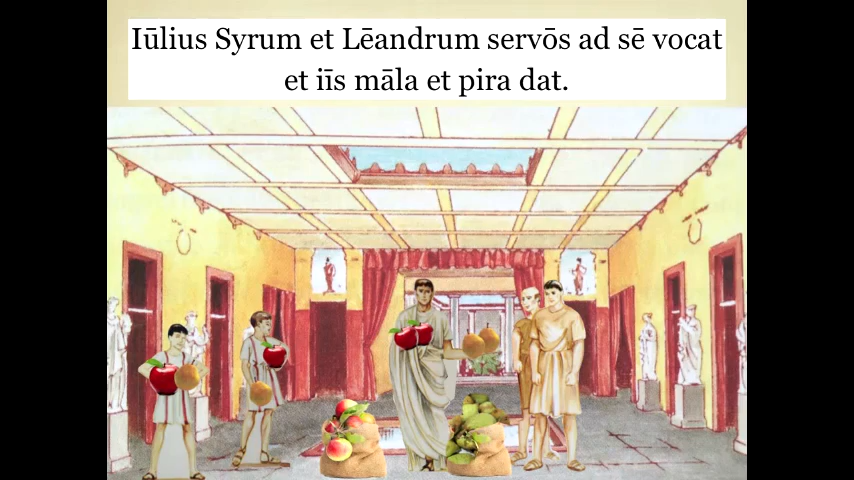 Iūlius Syrum et Lēandrum servōs ad sē vocat
et iīs māla et pira dat.